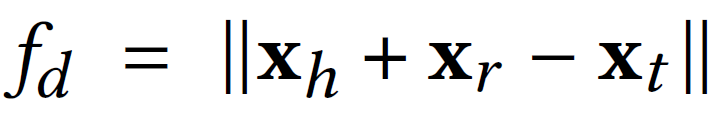 f_d = ‖𝐱_h + 𝐱_r − 𝐱_t‖